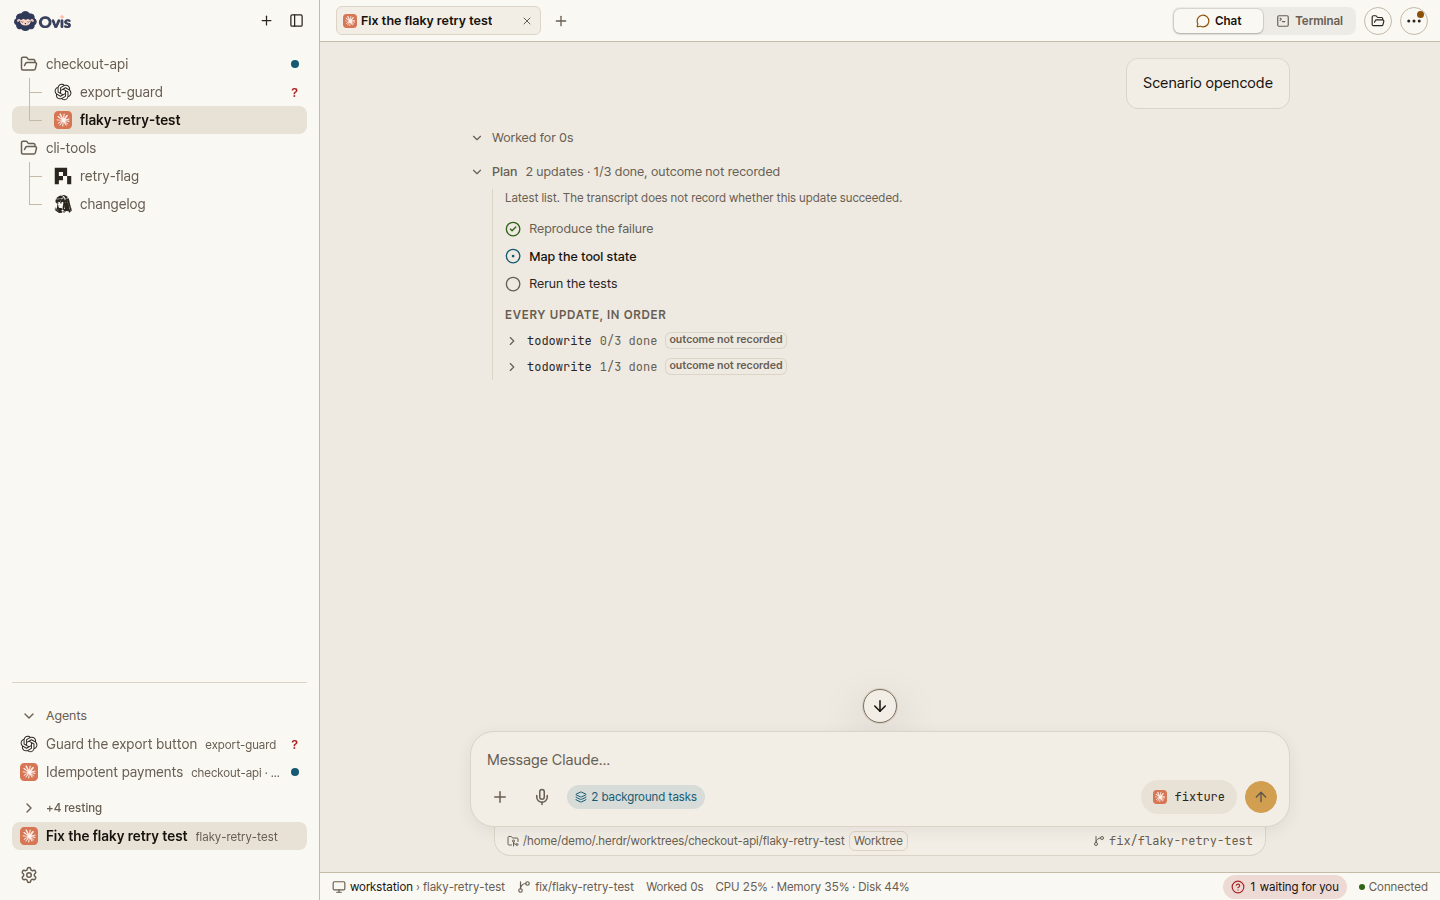 Ovis
checkout-api
export-guard ?
flaky-retry-test
cli-tools
retry-flag
changelog
Agents
Guard the export button export-guard ?
Idempotent payments checkout-api · ...
+4 resting
Fix the flaky retry test flaky-retry-test
Fix the flaky retry test
Chat
Terminal
Scenario opencode
Worked for 0s
Plan 2 updates · 1/3 done, outcome not recorded
Latest list. The transcript does not record whether this update succeeded.
Reproduce the failure
Map the tool state
Rerun the tests
EVERY UPDATE, IN ORDER
todowrite 0/3 done outcome not recorded
todowrite 1/3 done outcome not recorded
Message Claude...
2 background tasks
fixture
/home/demo/.herdr/worktrees/checkout-api/flaky-retry-test Worktree
fix/flaky-retry-test
workstation › flaky-retry-test fix/flaky-retry-test Worked 0s CPU 25% · Memory 35% · Disk 44%
? 1 waiting for you Connected